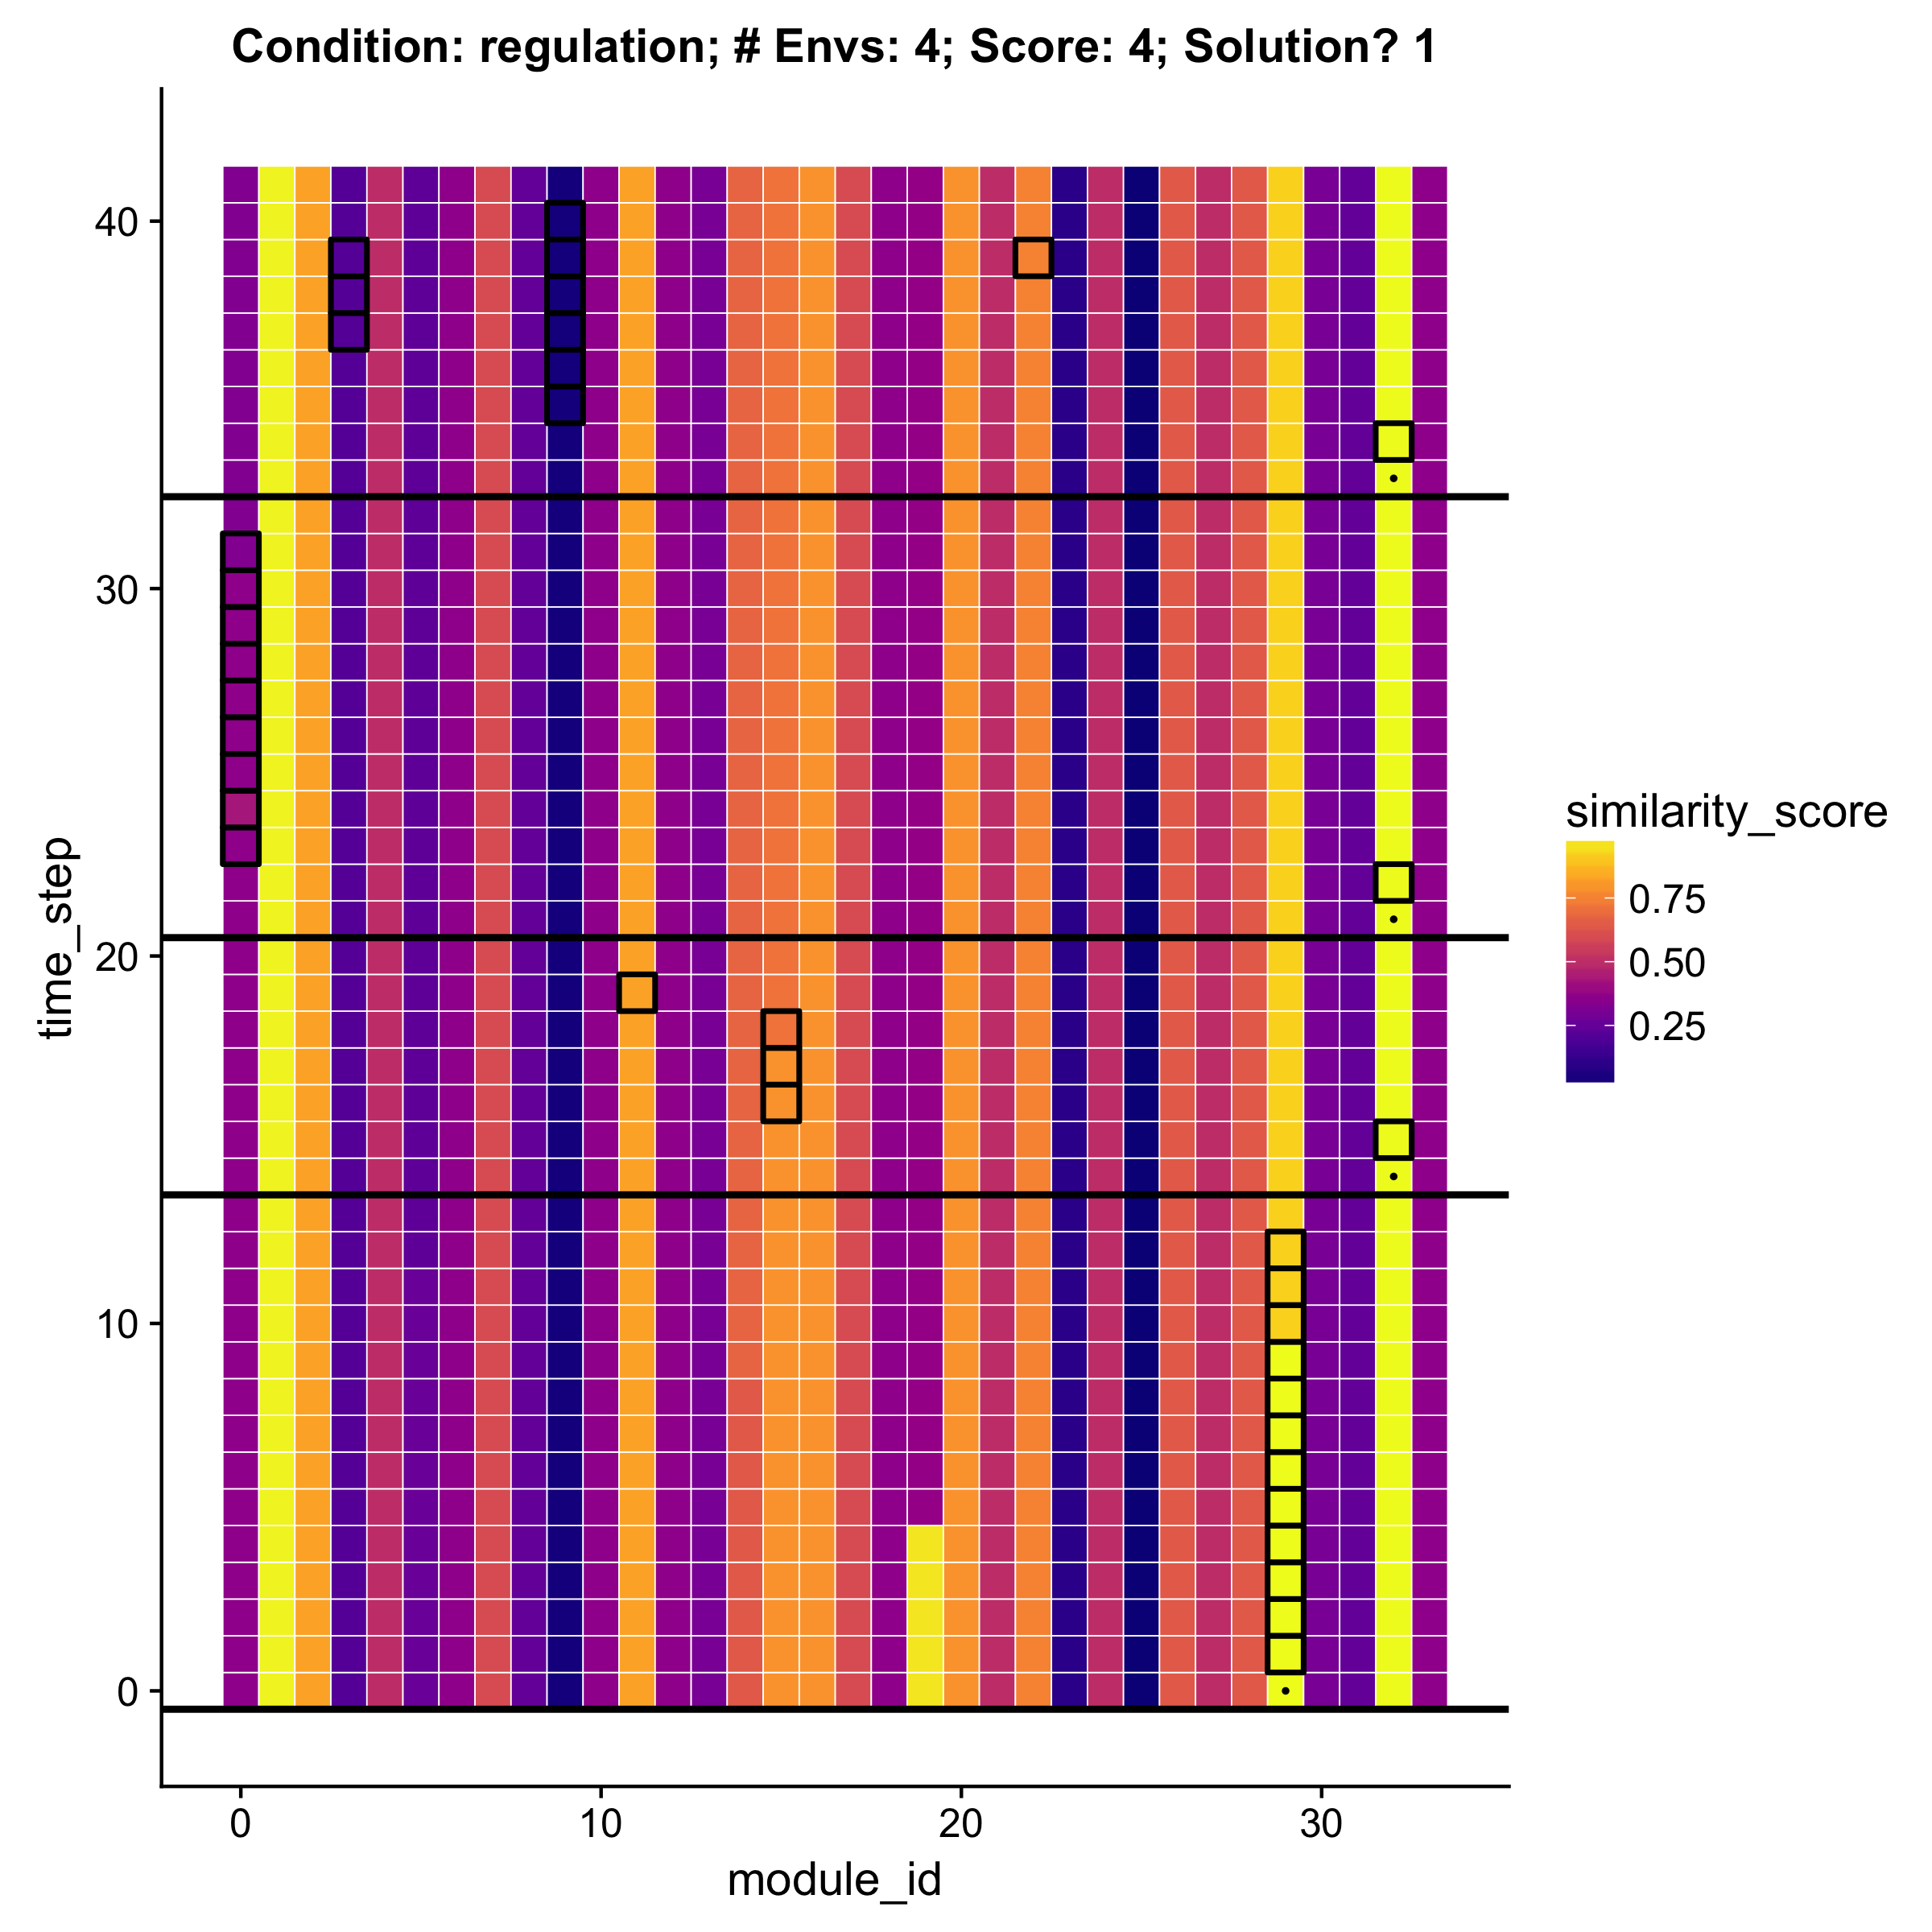 Condition: regulation; # Envs: 4; Score: 4; Solution? 1
40
30
20
10
0
time_step
0 10 20 30
module_id
similarity_score
0.75
0.50
0.25